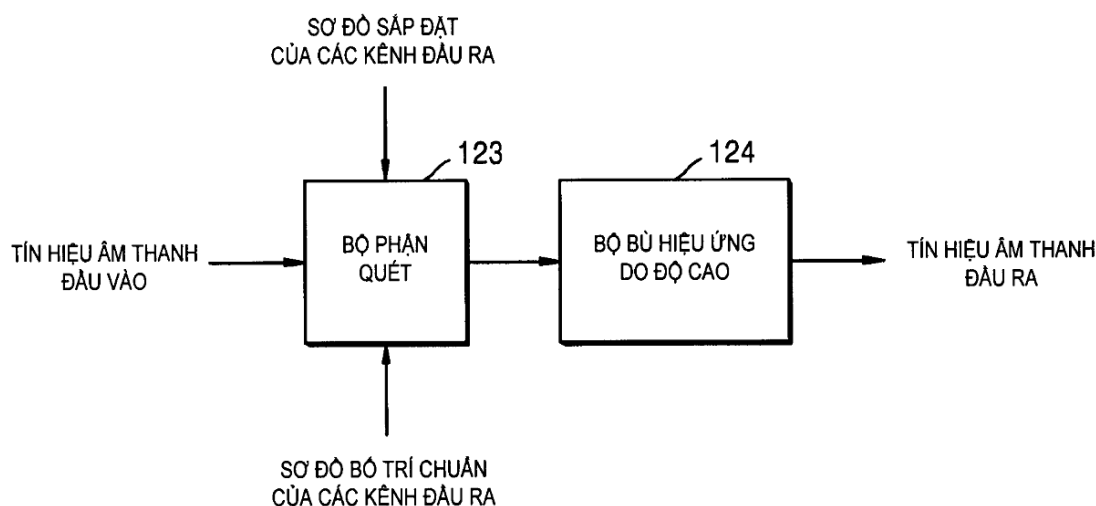 SƠ ĐỒ SẮP ĐẶT
CỦA CÁC KÊNH ĐẦU RA
123
124
TÍN HIỆU ÂM THANH
ĐẦU VÀO
BỘ PHẬN
QUÉT
BỘ BÙ HIỆU ỨNG
DO ĐỘ CAO
TÍN HIỆU ÂM THANH
ĐẦU RA
SƠ ĐỒ BỐ TRÍ CHUẨN
CỦA CÁC KÊNH ĐẦU RA